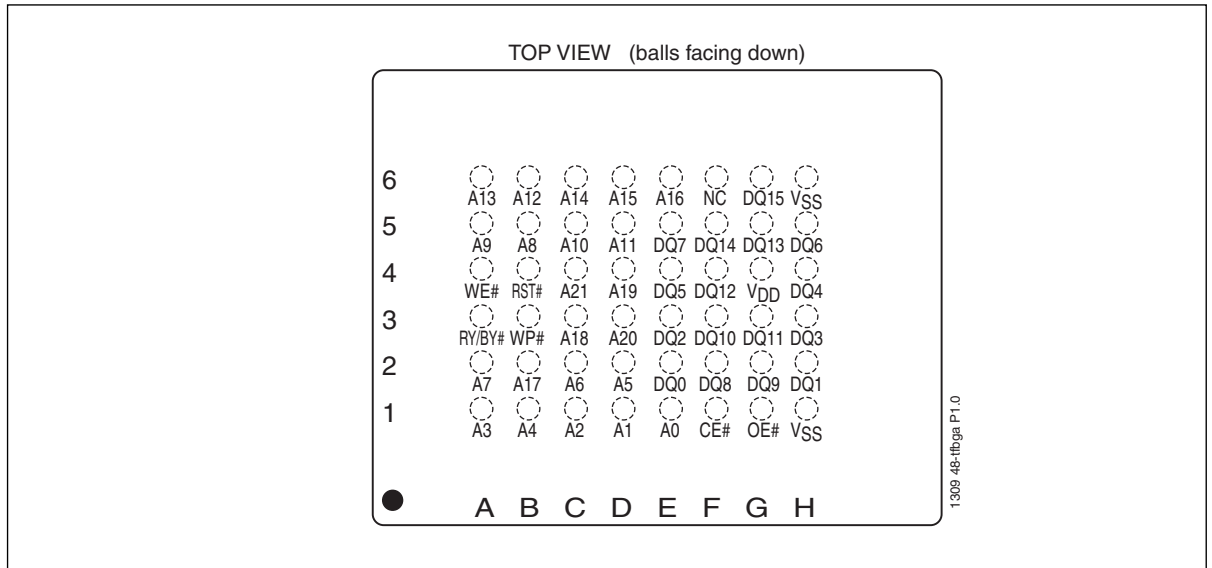 TOP VIEW (balls facing down)
6
A13 A12 A14 A15 A16 NC DQ15 VSS
5
A9 A8 A10 A11 DQ7 DQ14 DQ13 DQ6
4
WE# RST# A21 A19 DQ5 DQ12 VDD DQ4
3
RY/BY# WP# A18 A20 DQ2 DQ10 DQ11 DQ3
2
A7 A17 A6 A5 DQ0 DQ8 DQ9 DQ1
1
A3 A4 A2 A1 A0 CE# OE# VSS
A B C D E F G H
1309 48-tfbga P1.0